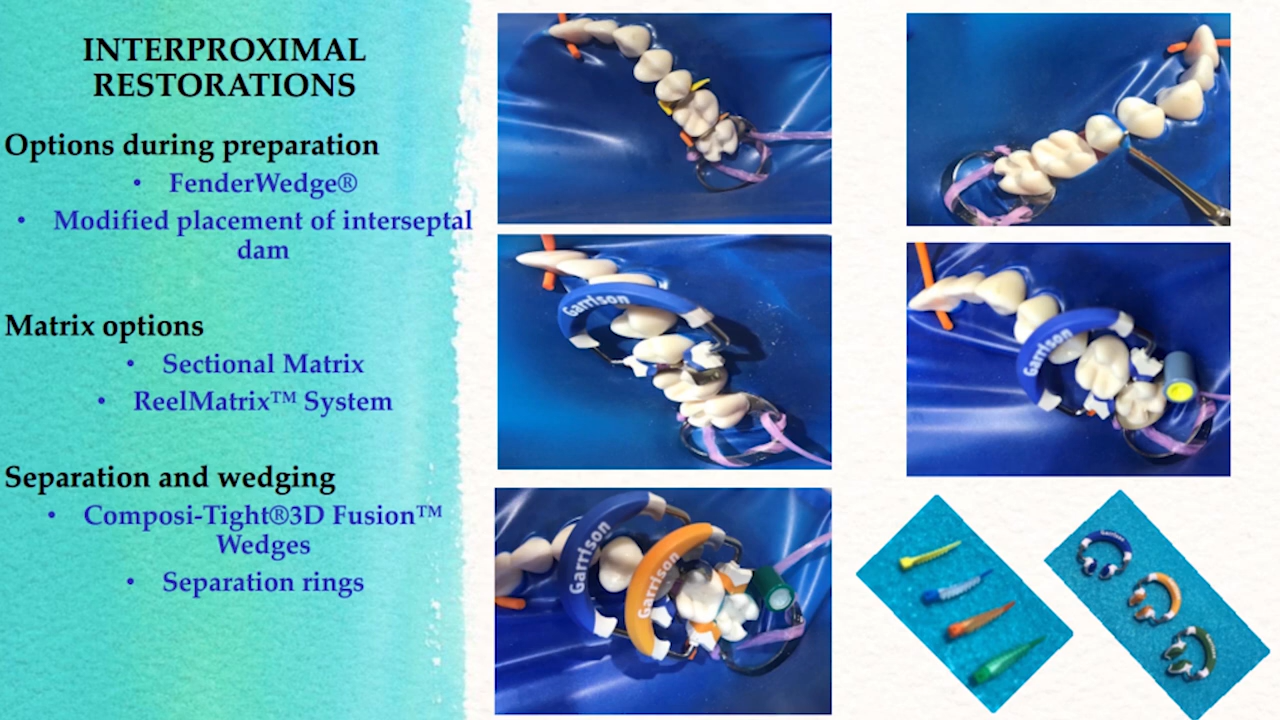 INTERPROXIMAL
RESTORATIONS
Options during preparation
• FenderWedge®
• Modified placement of interseptal
dam
Matrix options
• Sectional Matrix
• ReelMatrix™ System
Separation and wedging
• Composi-Tight®3D Fusion™
Wedges
• Separation rings
Garrison
Garrison
Garrison
Garrison